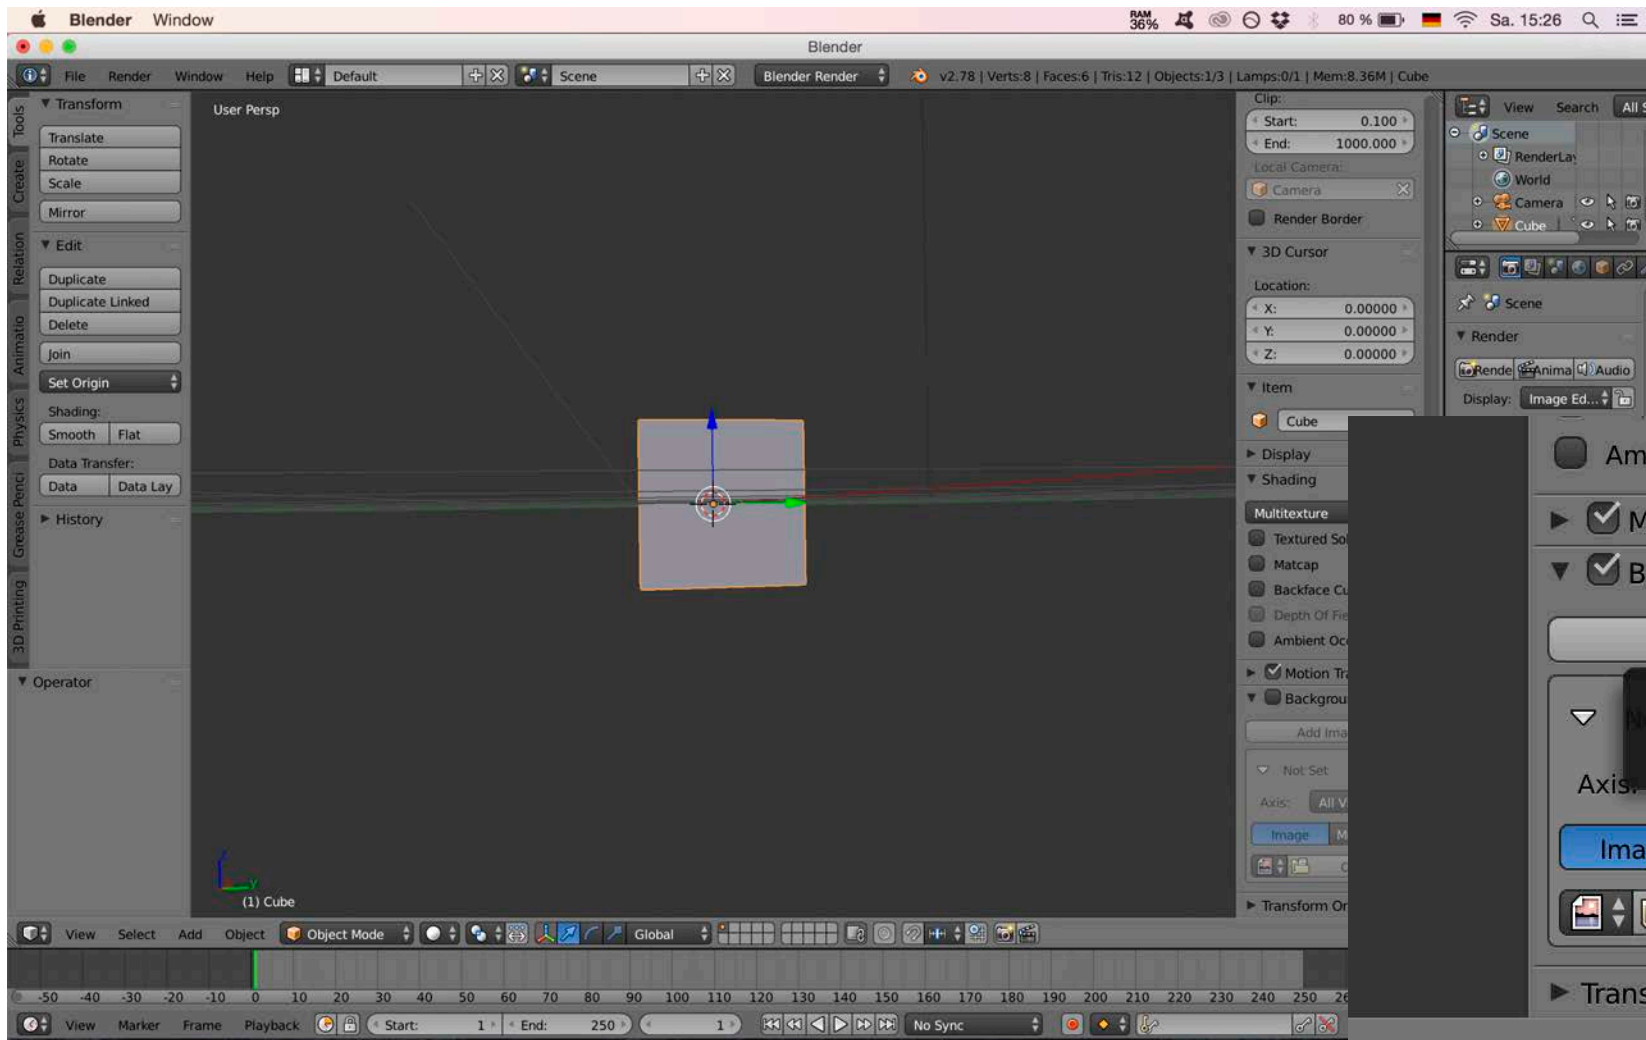 Blender Window RAM 36% 80 % Sa. 15:26
Blender
File Render Window Help Default Scene Blender Render v2.78 | Verts:8 | Faces:6 | Tris:12 | Objects:1/3 | Lamps:0/1 | Mem:8.36M | Cube
Tools
Create
Relation
Animatio
Physics
Grease Penci
3D Printing
Transform
Translate
Rotate
Scale
Mirror
Edit
Duplicate
Duplicate Linked
Delete
Join
Set Origin
Shading:
Smooth Flat
Data Transfer:
Data Data Lay
History
Operator
User Persp
Z
Y
(1) Cube
Clip:
Start: 0.100
End: 1000.000
Local Camera:
Camera
Render Border
3D Cursor
Location:
X: 0.00000
Y: 0.00000
Z: 0.00000
Item
Cube
Display
Shading
Multitexture
Textured Sol
Matcap
Backface Cu
Depth Of Fie
Ambient Occ
Motion Tra
Backgrou
Add Ima
Not Set
Axis: All V
Image M
Transform Or
View Search All S
Scene
RenderLay
World
Camera
Cube
Scene
Render
Rende Anima Audio
Display: Image Ed...
Am
M
B
Axis:
Ima
Trans
View Select Add Object Object Mode Global
-50 -40 -30 -20 -10 0 10 20 30 40 50 60 70 80 90 100 110 120 130 140 150 160 170 180 190 200 210 220 230 240 250 26
View Marker Frame Playback Start: 1 End: 250 1 No Sync